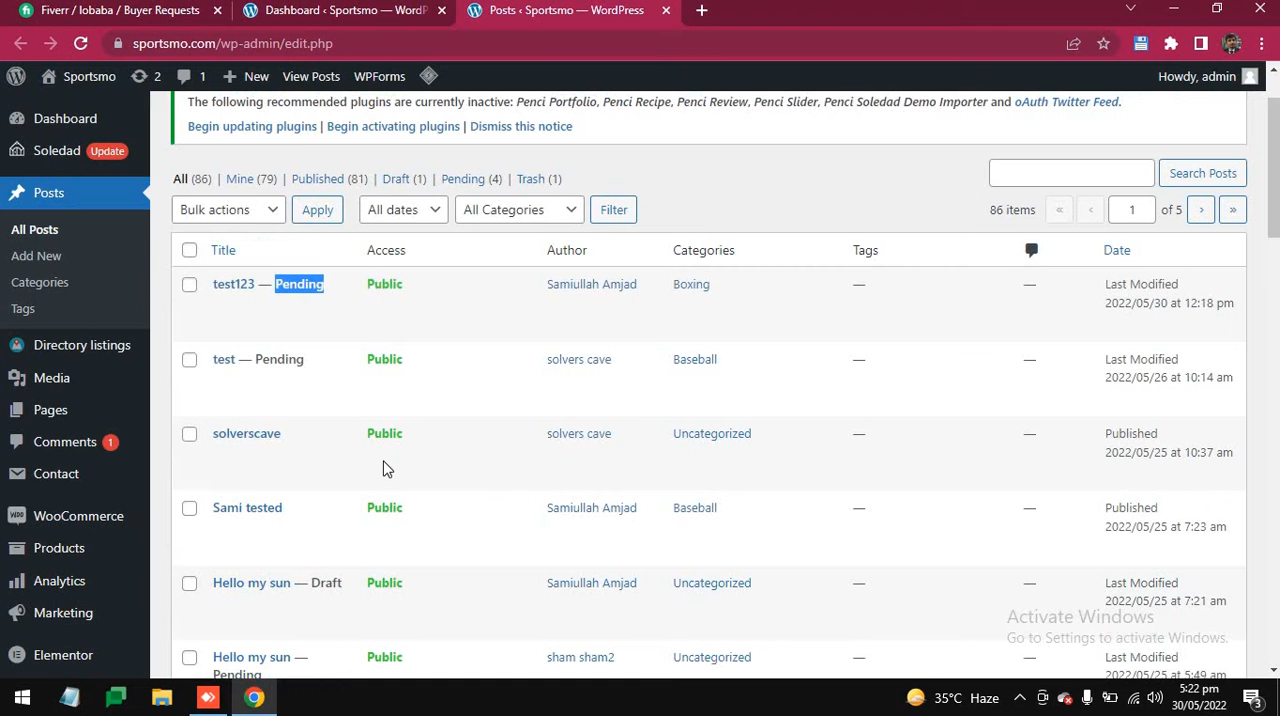 Fiverr / lobaba / Buyer Requests
Dashboard ‹ Sportsmo — WordP
Posts ‹ Sportsmo — WordPress
sportsmo.com/wp-admin/edit.php
Sportsmo 2 1 New View Posts WPForms Howdy, admin
The following recommended plugins are currently inactive: Penci Portfolio, Penci Recipe, Penci Review, Penci Slider, Penci Soledad Demo Importer and oAuth Twitter Feed.
Begin updating plugins | Begin activating plugins | Dismiss this notice
Dashboard
Soledad Update
Posts
All Posts
Add New
Categories
Tags
Directory listings
Media
Pages
Comments 1
Contact
WooCommerce
Products
Analytics
Marketing
Elementor
All (86) | Mine (79) | Published (81) | Draft (1) | Pending (4) | Trash (1)
Search Posts
Bulk actions Apply All dates All Categories Filter 86 items « ‹ 1 of 5 › »
Title Access Author Categories Tags Date
test123 — Pending Public Samiullah Amjad Boxing — — Last Modified
2022/05/30 at 12:18 pm
test — Pending Public solvers cave Baseball — — Last Modified
2022/05/26 at 10:14 am
solverscave Public solvers cave Uncategorized — — Published
2022/05/25 at 10:37 am
Sami tested Public Samiullah Amjad Baseball — — Published
2022/05/25 at 7:23 am
Hello my sun — Draft Public Samiullah Amjad Uncategorized — — Last Modified
2022/05/25 at 7:21 am
Hello my sun — Public sham sham2 Uncategorized — — Last Modified
Pending 2022/05/25 at 5:49 am
Activate Windows
Go to Settings to activate Windows.
35°C Haze
5:22 pm
30/05/2022
3